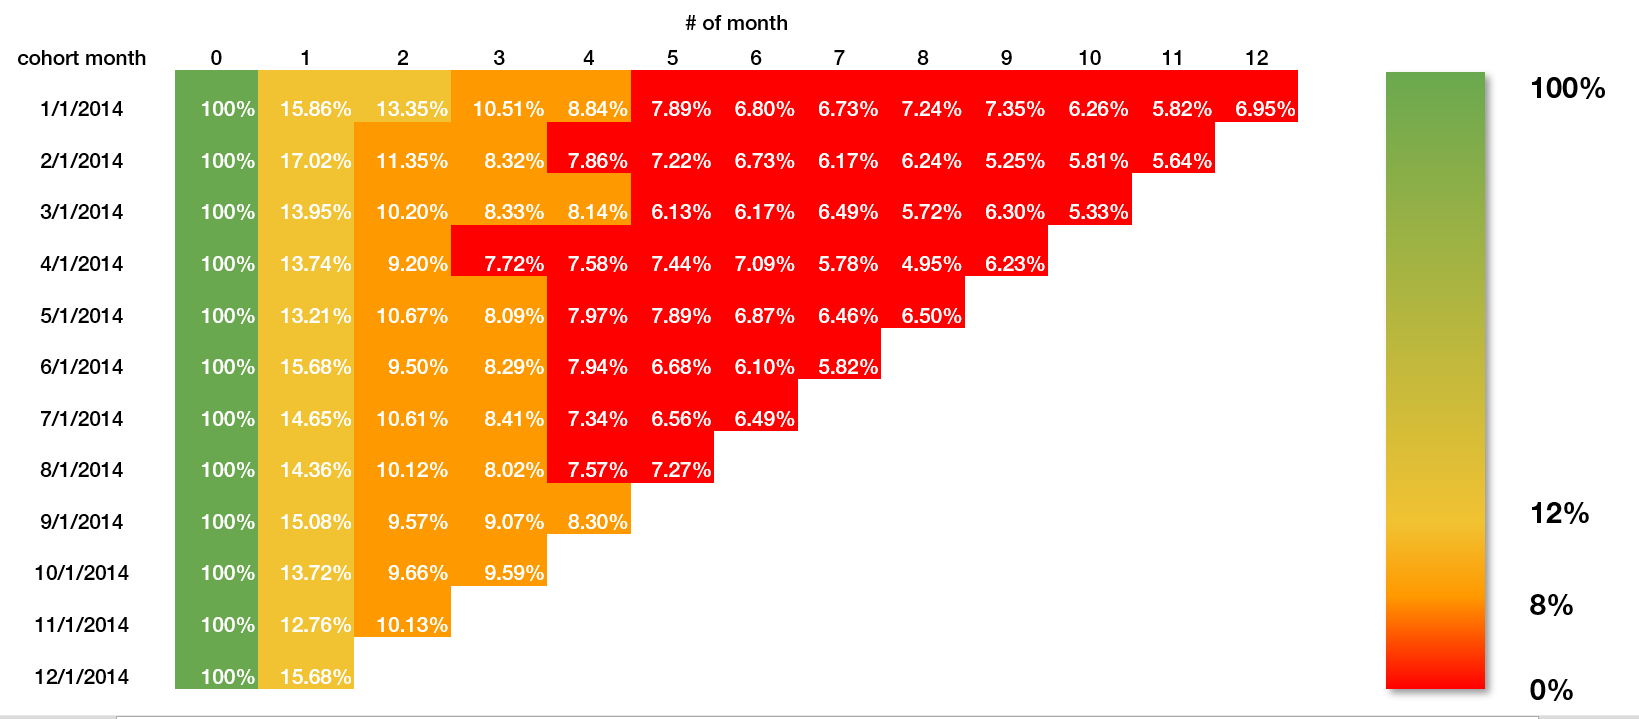 # of month
cohort month 0 1 2 3 4 5 6 7 8 9 10 11 12
1/1/2014 100% 15.86% 13.35% 10.51% 8.84% 7.89% 6.80% 6.73% 7.24% 7.35% 6.26% 5.82% 6.95%
2/1/2014 100% 17.02% 11.35% 8.32% 7.86% 7.22% 6.73% 6.17% 6.24% 5.25% 5.81% 5.64%
3/1/2014 100% 13.95% 10.20% 8.33% 8.14% 6.13% 6.17% 6.49% 5.72% 6.30% 5.33%
4/1/2014 100% 13.74% 9.20% 7.72% 7.58% 7.44% 7.09% 5.78% 4.95% 6.23%
5/1/2014 100% 13.21% 10.67% 8.09% 7.97% 7.89% 6.87% 6.46% 6.50%
6/1/2014 100% 15.68% 9.50% 8.29% 7.94% 6.68% 6.10% 5.82%
7/1/2014 100% 14.65% 10.61% 8.41% 7.34% 6.56% 6.49%
8/1/2014 100% 14.36% 10.12% 8.02% 7.57% 7.27%
9/1/2014 100% 15.08% 9.57% 9.07% 8.30%
10/1/2014 100% 13.72% 9.66% 9.59%
11/1/2014 100% 12.76% 10.13%
12/1/2014 100% 15.68%
100%
12%
8%
0%